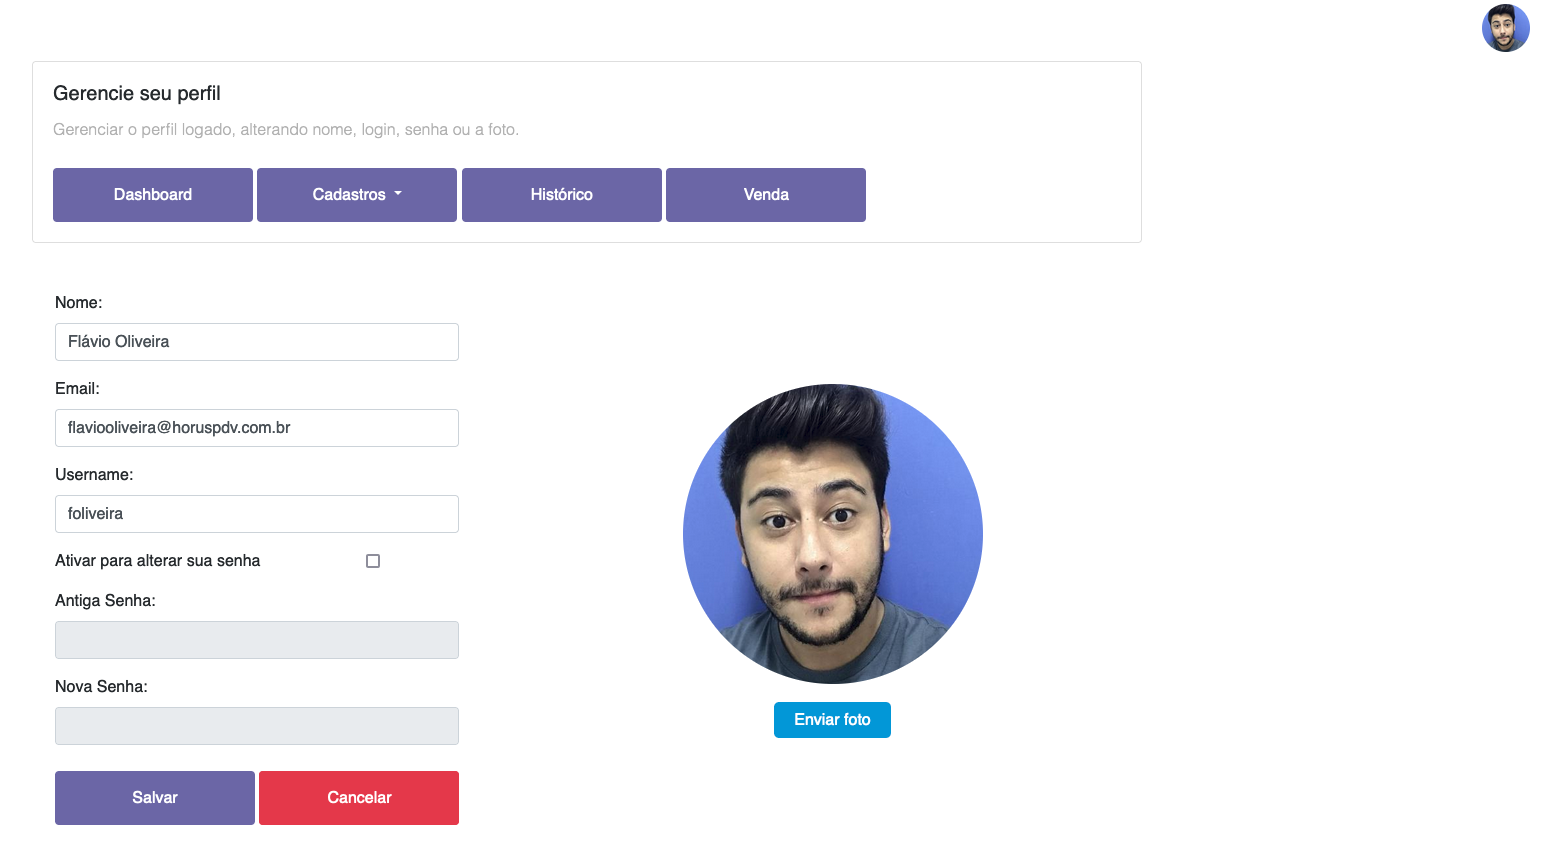 Gerencie seu perfil
Gerenciar o perfil logado, alterando nome, login, senha ou a foto.
Dashboard Cadastros Histórico Venda
Nome:
Flávio Oliveira
Email:
flaviooliveira@horuspdv.com.br
Username:
foliveira
Ativar para alterar sua senha
Antiga Senha:
Nova Senha:
Enviar foto
Salvar Cancelar